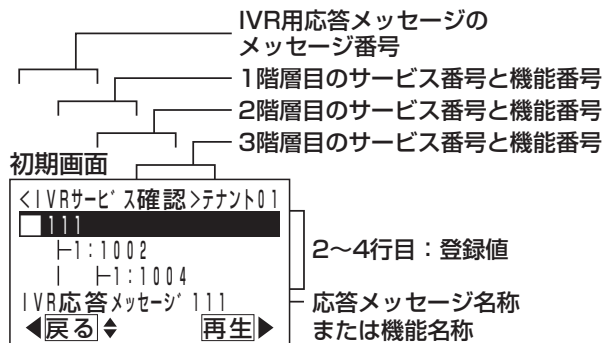 IVR用応答メッセージの
メッセージ番号
1階層目のサービス番号と機能番号
2階層目のサービス番号と機能番号
3階層目のサービス番号と機能番号
初期画面
<IVRサービス確認>テナント01
111
├1:1002
| ├1:1004
IVR応答メッセージ111
◀戻る♦ 再生▶
2〜4行目：登録値
応答メッセージ名称
または機能名称